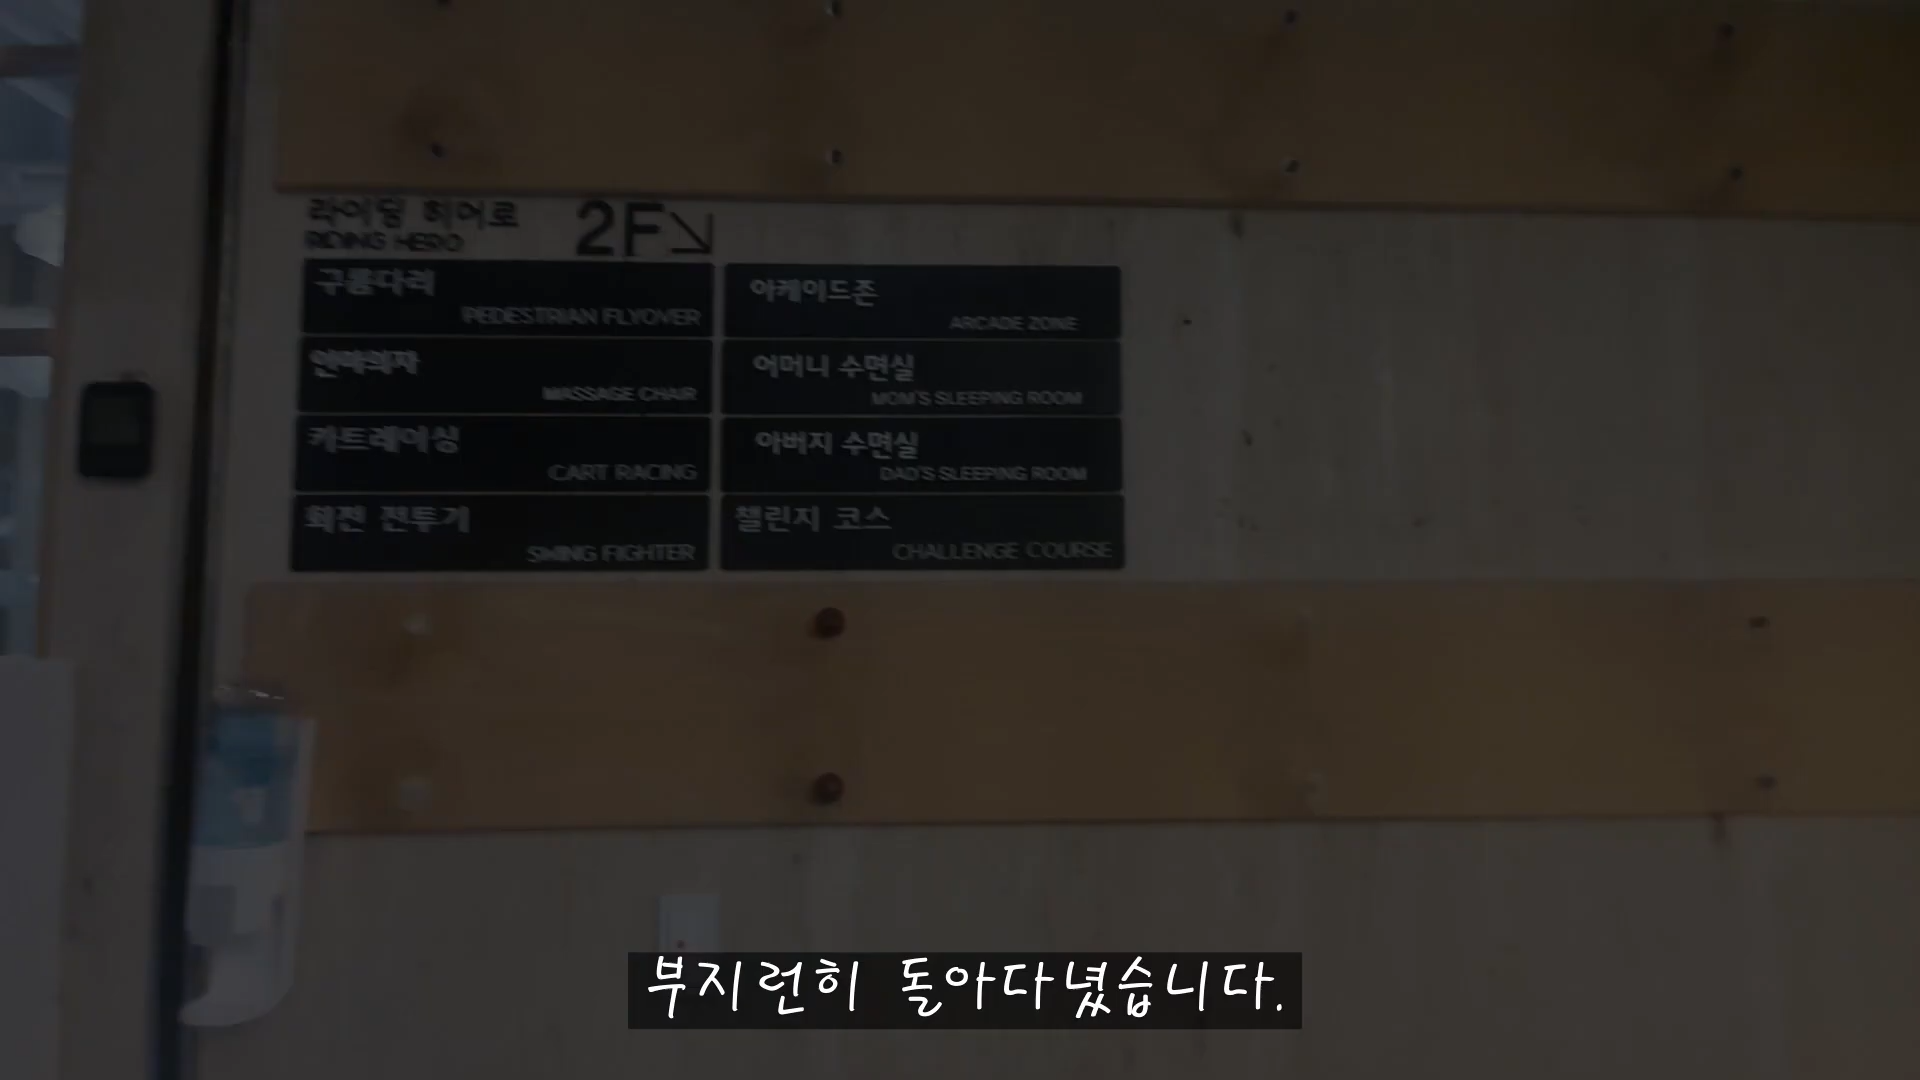 라이딩 히어로
RIDING HERO
2F
구름다리
PEDESTRIAN FLYOVER
안마의자
MASSAGE CHAIR
카트레이싱
CART RACING
회전 전투기
SWING FIGHTER
아케이드존
ARCADE ZONE
어머니 수면실
MOM'S SLEEPING ROOM
아버지 수면실
DAD'S SLEEPING ROOM
챌린지 코스
CHALLENGE COURSE
부지런히 돌아다녔습니다.